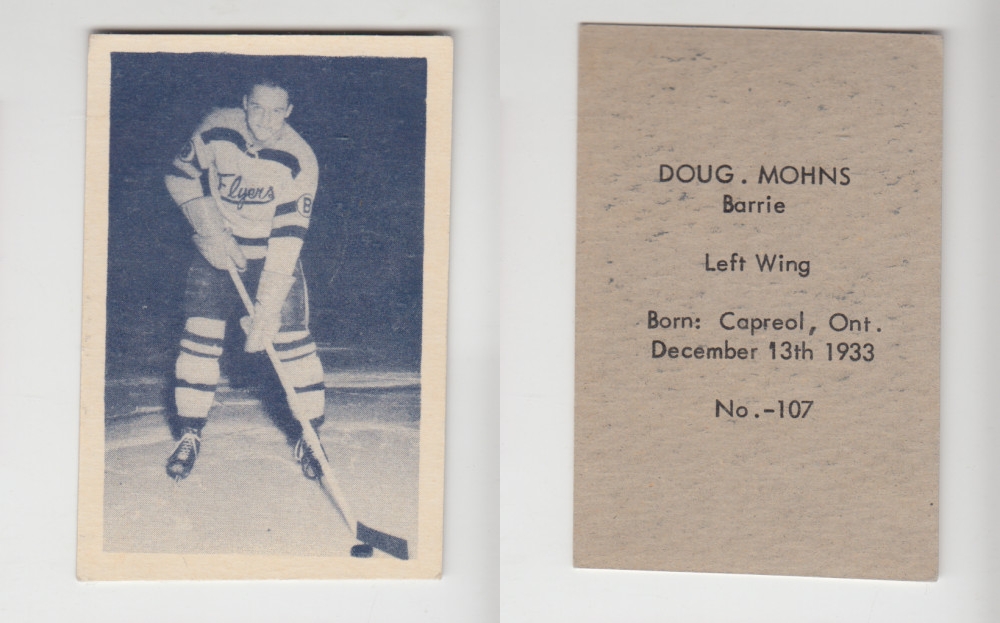 Flyers
B
DOUG. MOHNS
Barrie
Left Wing
Born: Capreol, Ont.
December 13th 1933
No.-107